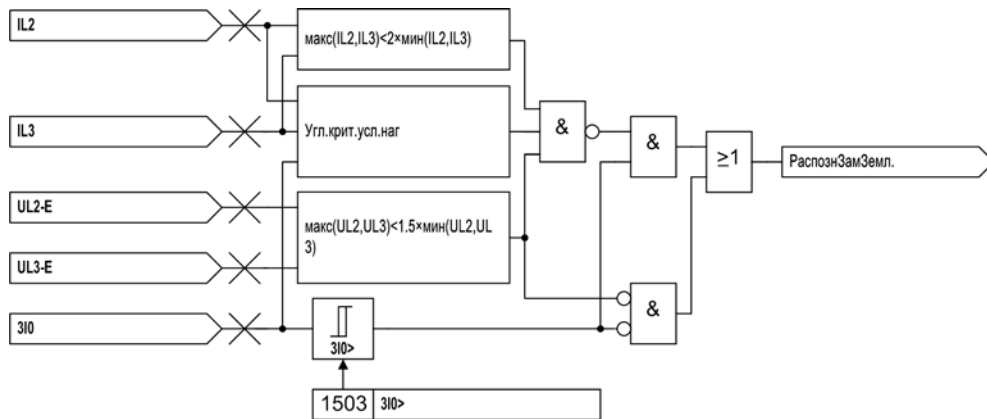 IL2
макс(IL2,IL3)<2×мин(IL2,IL3)
IL3
Угл.крит.усл.наг
&
&
≥1
РаспознЗамЗемл.
UL2-E
макс(UL2,UL3)<1.5×мин(UL2,UL
3)
UL3-E
3I0
3I0>
&
1503 3I0>